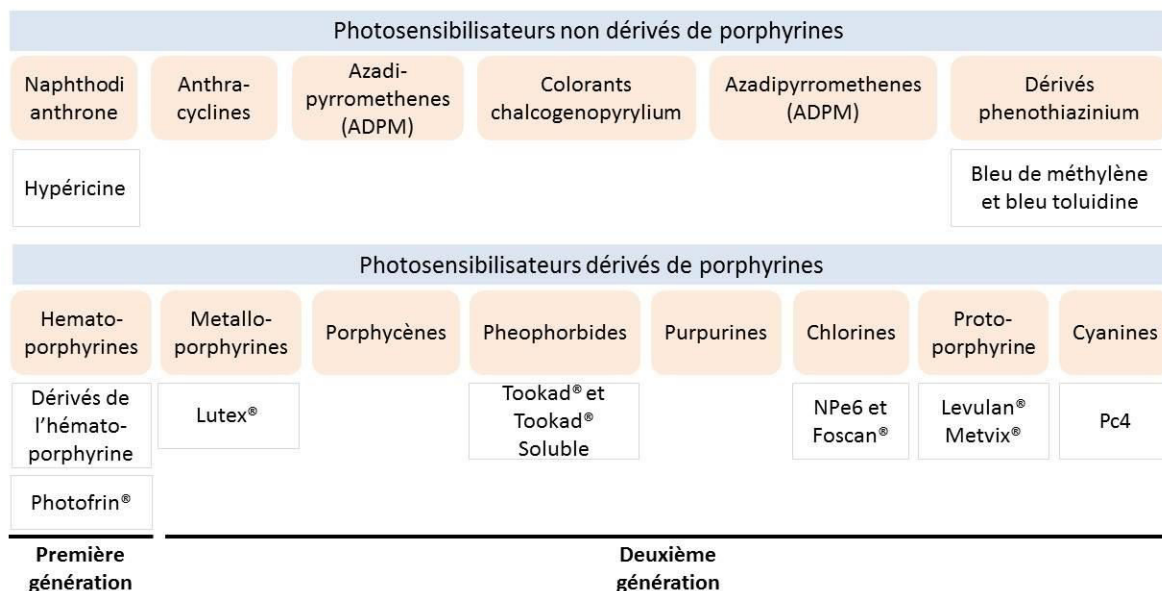 Photosensibilisateurs non dérivés de porphyrines
Naphthodi
anthrone
Anthra-
cyclines
Azadi-
pyrromethenes
(ADPM)
Colorants
chalcogenopyrylium
Azadipyrromethenes
(ADPM)
Dérivés
phenothiazinium
Hypéricine
Bleu de méthylène
et bleu toluidine
Photosensibilisateurs dérivés de porphyrines
Hemato-
porphyrines
Metallo-
porphyrines
Porphycènes
Pheophorbides
Purpurines
Chlorines
Proto-
porphyrine
Cyanines
Dérivés de
l’hémato-
porphyrine
Lutex®
Tookad® et
Tookad®
Soluble
NPe6 et
Foscan®
Levulan®
Metvix®
Pc4
Photofrin®
Première
génération
Deuxième
génération